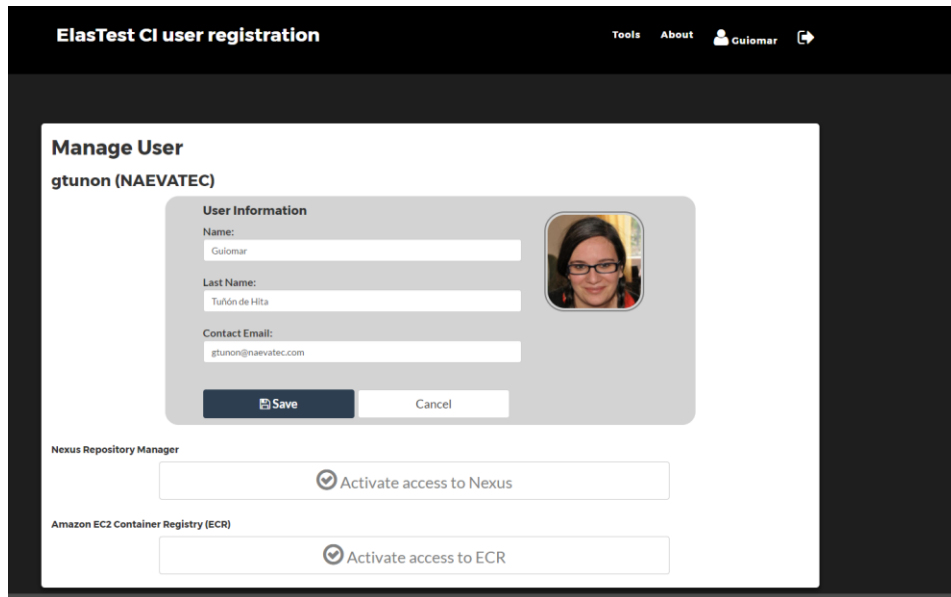 ElasTest CI user registration
Tools About Guiomar
Manage User
gtunon (NAEVATEC)
User Information
Name:
Guiomar
Last Name:
Tuñón de Hita
Contact Email:
gtunon@naevatec.com
Save Cancel
Nexus Repository Manager
Activate access to Nexus
Amazon EC2 Container Registry (ECR)
Activate access to ECR